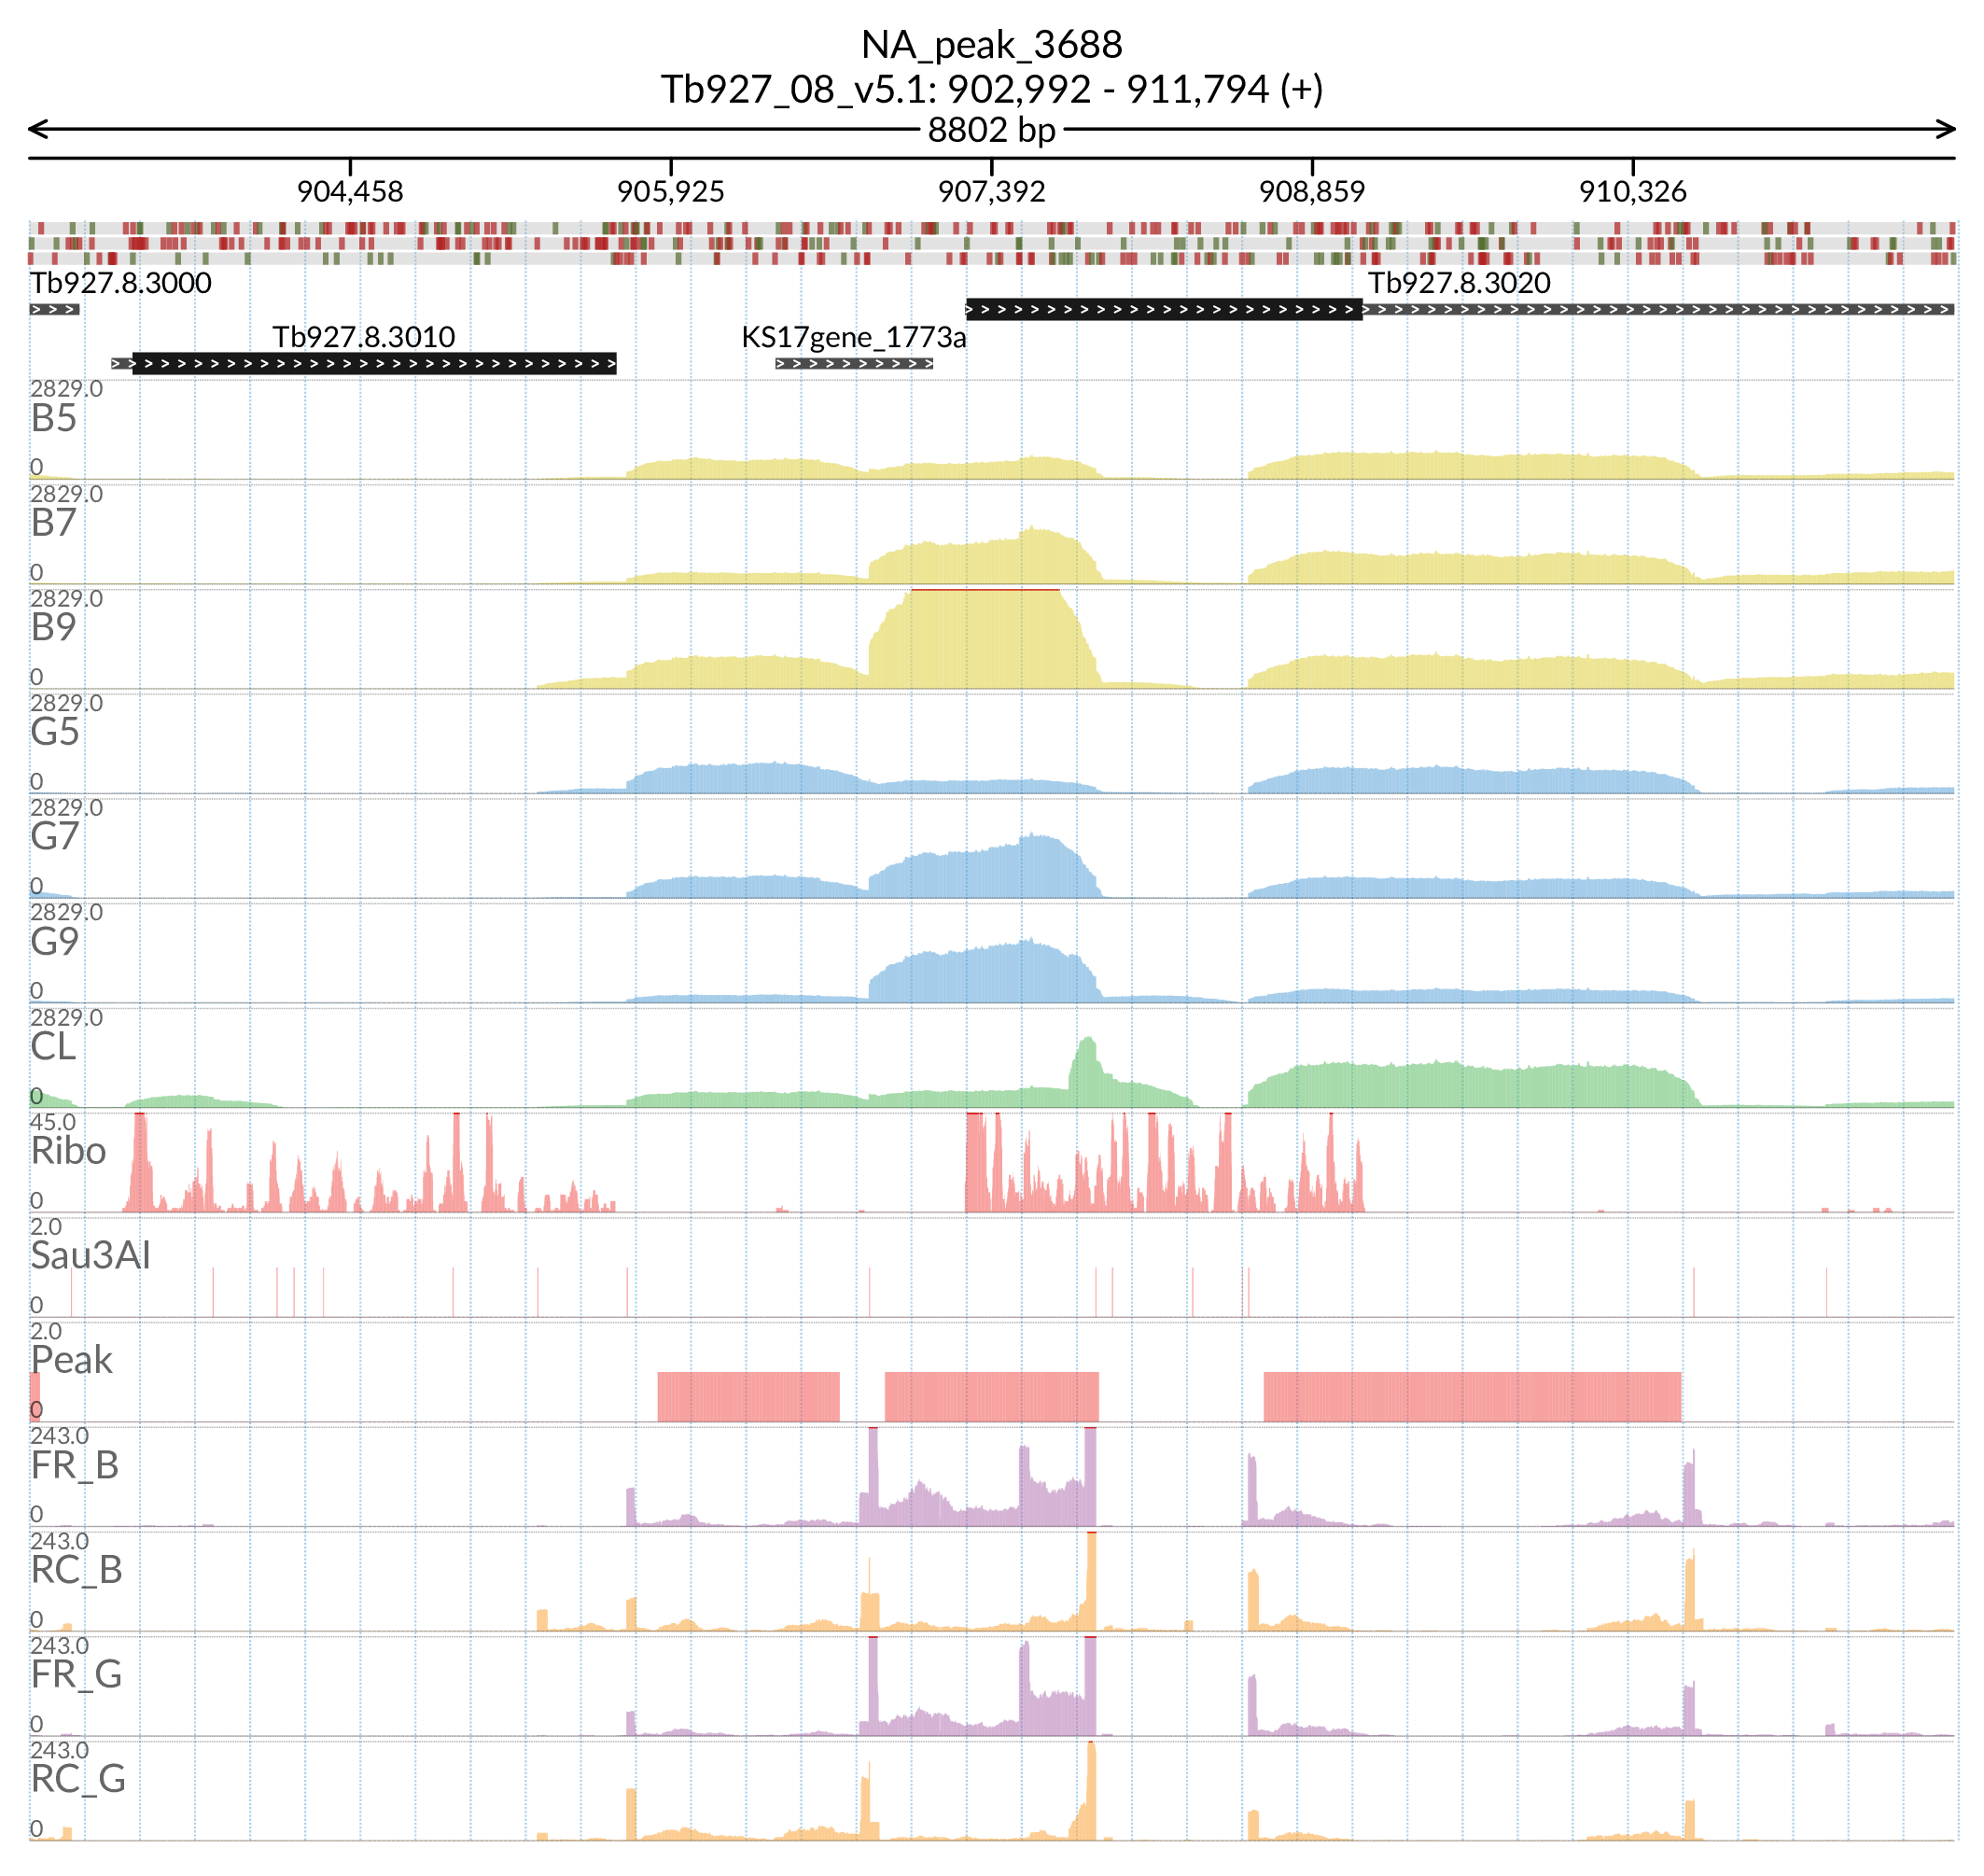 NA_peak_3688
Tb927_08_v5.1: 902,992 - 911,794 (+)
8802 bp
904,458 905,925 907,392 908,859 910,326
Tb927.8.3000 Tb927.8.3020
Tb927.8.3010 KS17gene_1773a
2829.0
B5
0
2829.0
B7
0
2829.0
B9
0
2829.0
G5
0
2829.0
G7
0
2829.0
G9
0
2829.0
CL
0
45.0
Ribo
0
2.0
Sau3AI
0
2.0
Peak
0
243.0
FR_B
0
243.0
RC_B
0
243.0
FR_G
0
243.0
RC_G
0